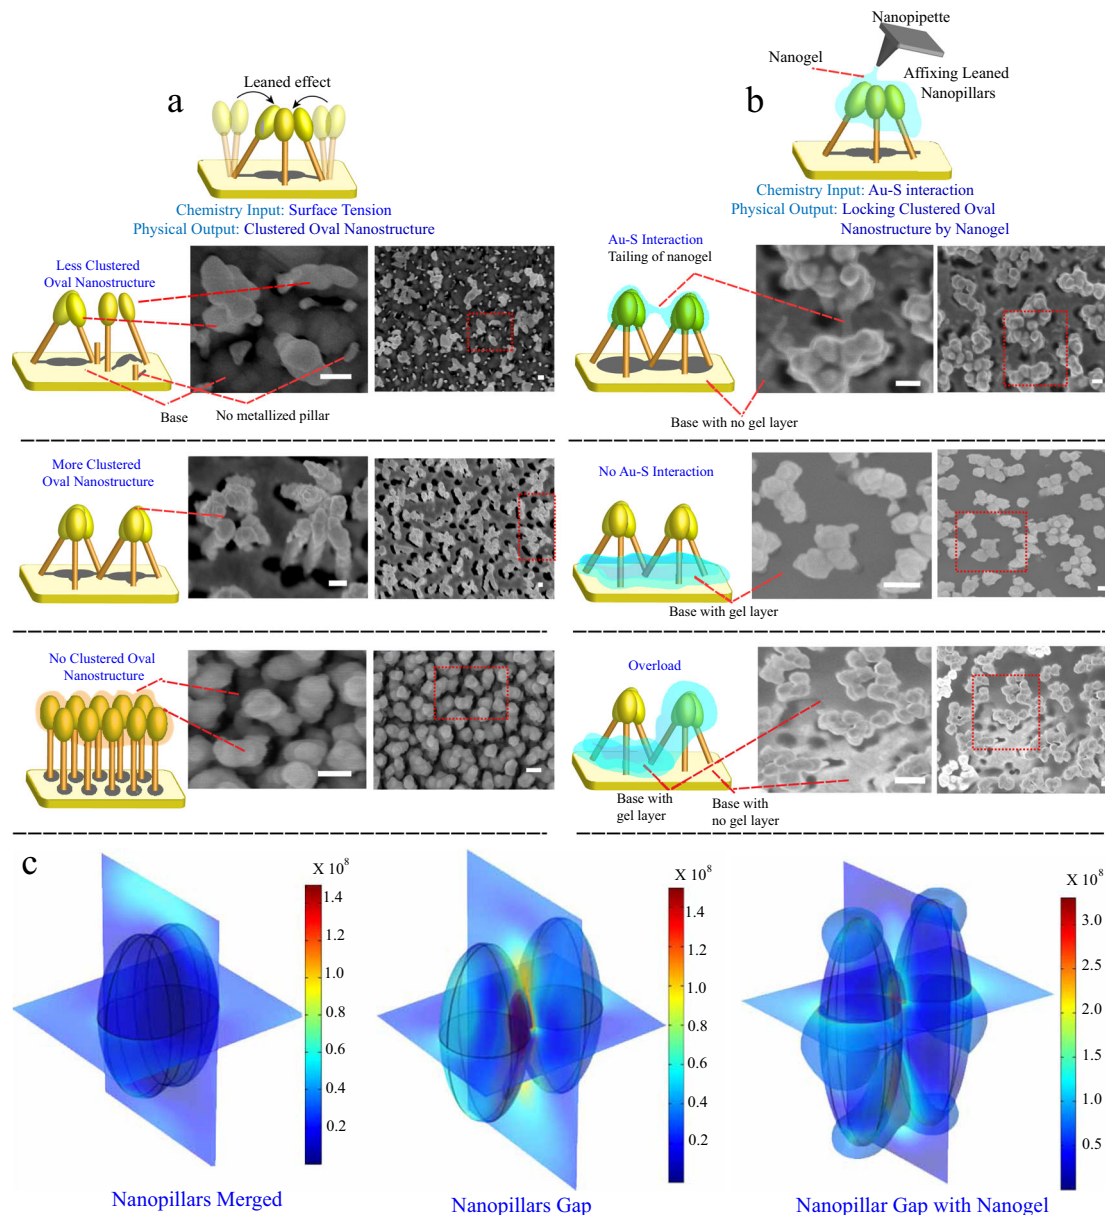 a
Leaned effect
Chemistry Input: Surface Tension
Physical Output: Clustered Oval Nanostructure
Less Clustered
Oval Nanostructure
Base
No metallized pillar
More Clustered
Oval Nanostructure
No Clustered Oval
Nanostructure
b
Nanopipette
Nanogel
Affixing Leaned
Nanopillars
Chemistry Input: Au-S interaction
Physical Output: Locking Clustered Oval
Nanostructure by Nanogel
Au-S Interaction
Tailing of nanogel
Base with no gel layer
No Au-S Interaction
Base with gel layer
Overload
Base with
gel layer
Base with
no gel layer
c
X 10⁸
1.4
1.2
1.0
0.8
0.6
0.4
0.2
Nanopillars Merged
X 10⁸
1.4
1.2
1.0
0.8
0.6
0.4
0.2
Nanopillars Gap
X 10⁸
3.0
2.5
2.0
1.5
1.0
0.5
Nanopillar Gap with Nanogel